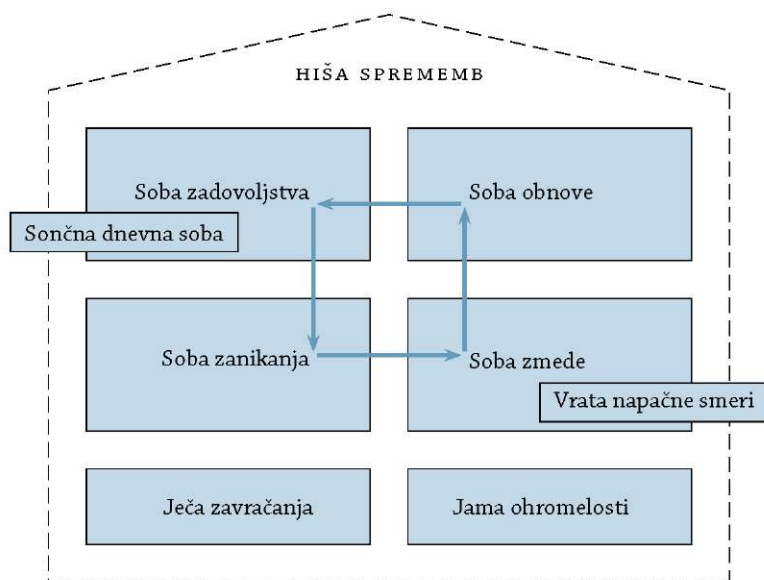 HIŠA SPREMEMB
Soba zadovoljstva
Soba obnove
Sončna dnevna soba
Soba zanikanja
Soba zmede
Vrata napačne smeri
Ječa zavračanja
Jama ohromelosti